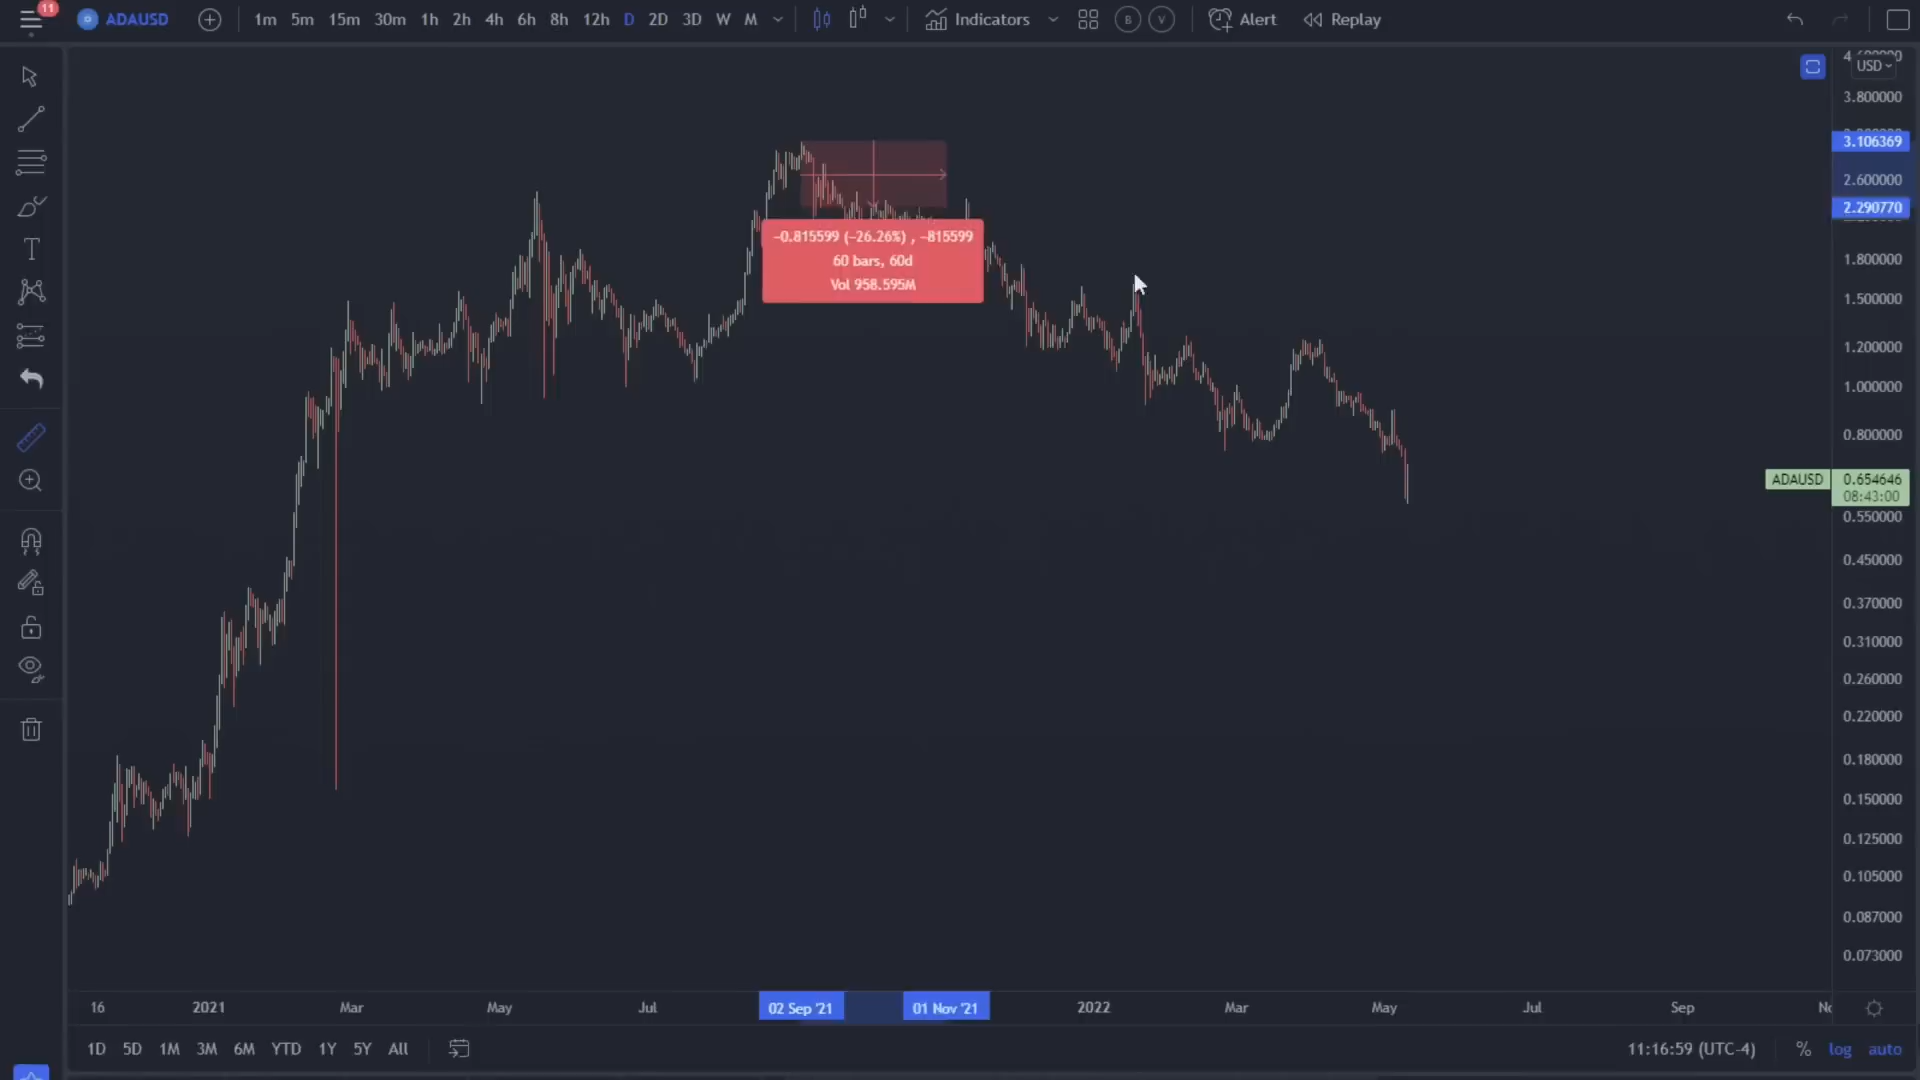 11
ADAUSD 1m 5m 15m 30m 1h 2h 4h 6h 8h 12h D 2D 3D W M Indicators B V Alert Replay
USD
3.800000
3.106369
2.600000
2.290770
1.800000
1.500000
1.200000
1.000000
0.800000
ADAUSD 0.654646
08:43:00
0.550000
0.450000
0.370000
0.310000
0.260000
0.220000
0.180000
0.150000
0.125000
0.105000
0.087000
0.073000
−0.815599 (−26.26%) , −815599
60 bars, 60d
Vol 958.595M
16 2021 Mar May Jul 02 Sep '21 01 Nov '21 2022 Mar May Jul Sep
1D 5D 1M 3M 6M YTD 1Y 5Y All 11:16:59 (UTC-4) % log auto